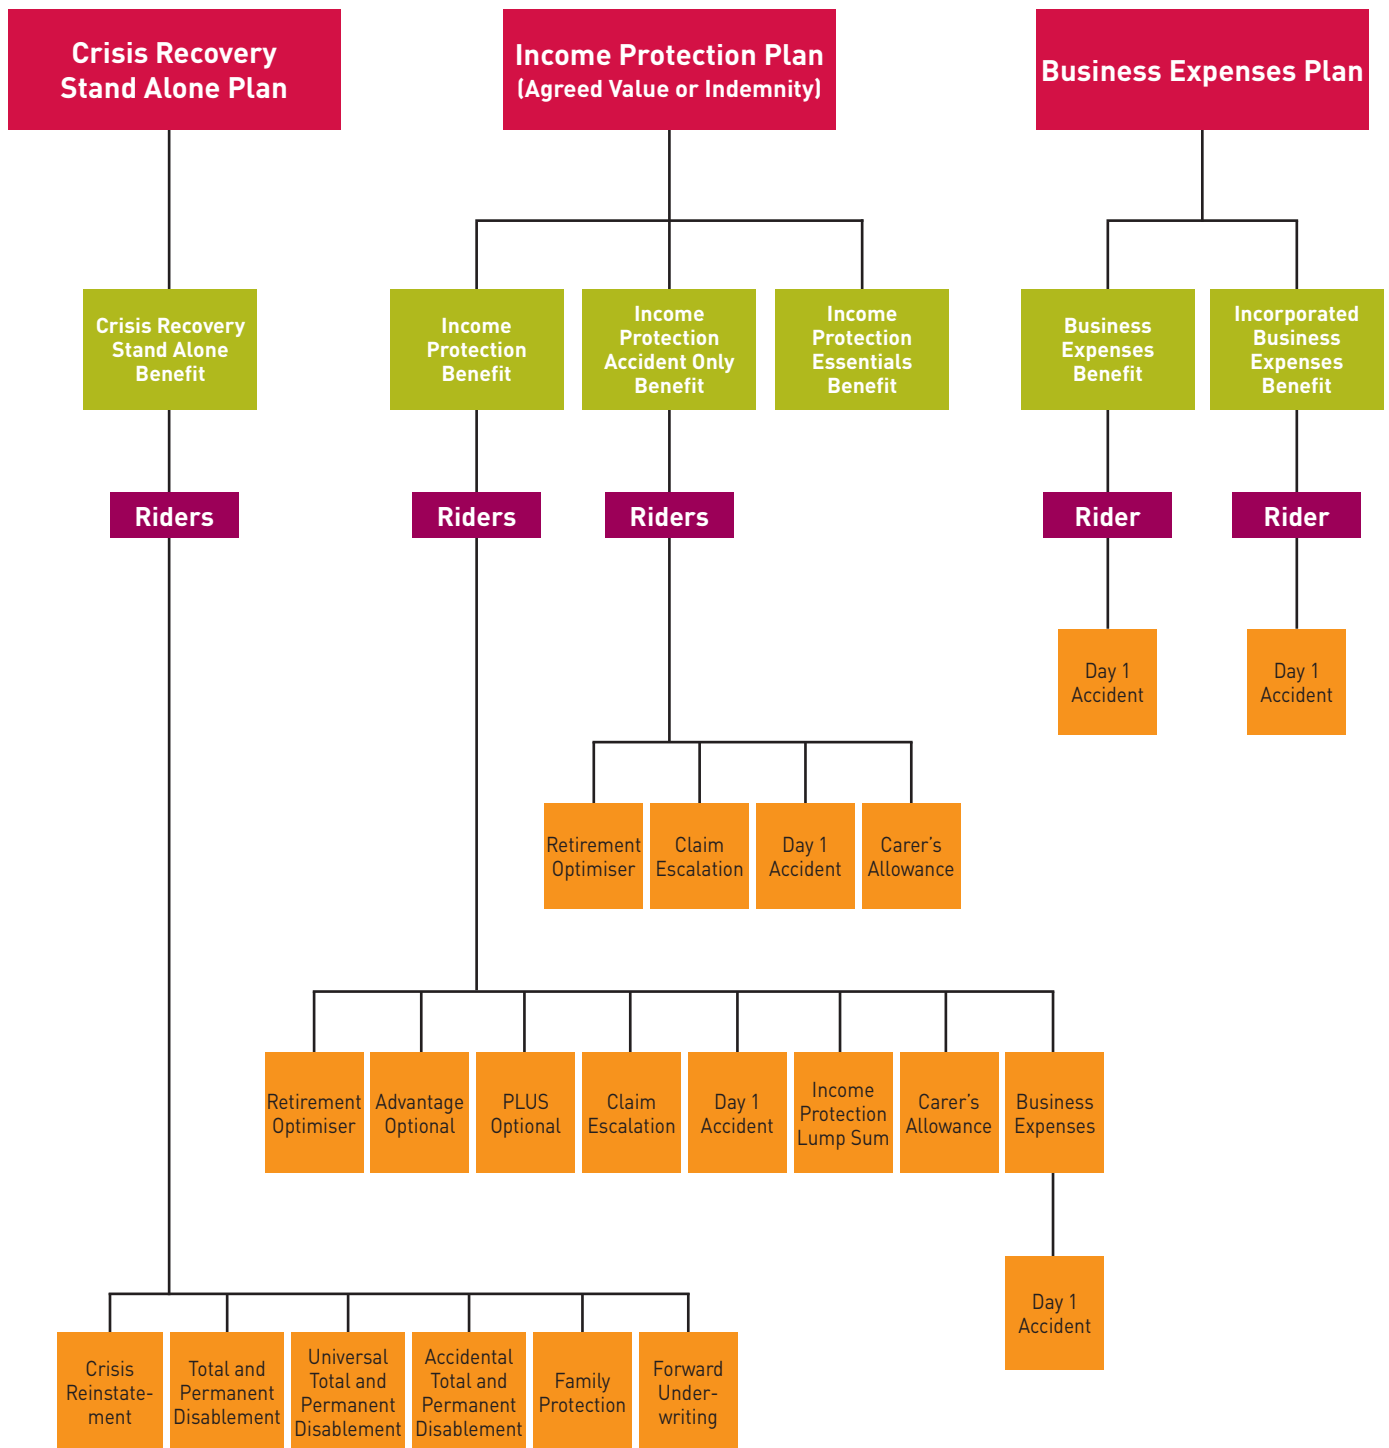 Crisis Recovery
Stand Alone Plan
Income Protection Plan
(Agreed Value or Indemnity)
Business Expenses Plan
Crisis Recovery
Stand Alone
Benefit
Income
Protection
Benefit
Income
Protection
Accident Only
Benefit
Income
Protection
Essentials
Benefit
Business
Expenses
Benefit
Incorporated
Business
Expenses
Benefit
Riders
Riders
Riders
Rider
Rider
Day 1
Accident
Day 1
Accident
Retirement
Optimiser
Claim
Escalation
Day 1
Accident
Carer’s
Allowance
Retirement
Optimiser
Advantage
Optional
PLUS
Optional
Claim
Escalation
Day 1
Accident
Income
Protection
Lump Sum
Carer’s
Allowance
Business
Expenses
Day 1
Accident
Crisis
Reinstate-
ment
Total and
Permanent
Disablement
Universal
Total and
Permanent
Disablement
Accidental
Total and
Permanent
Disablement
Family
Protection
Forward
Under-
writing